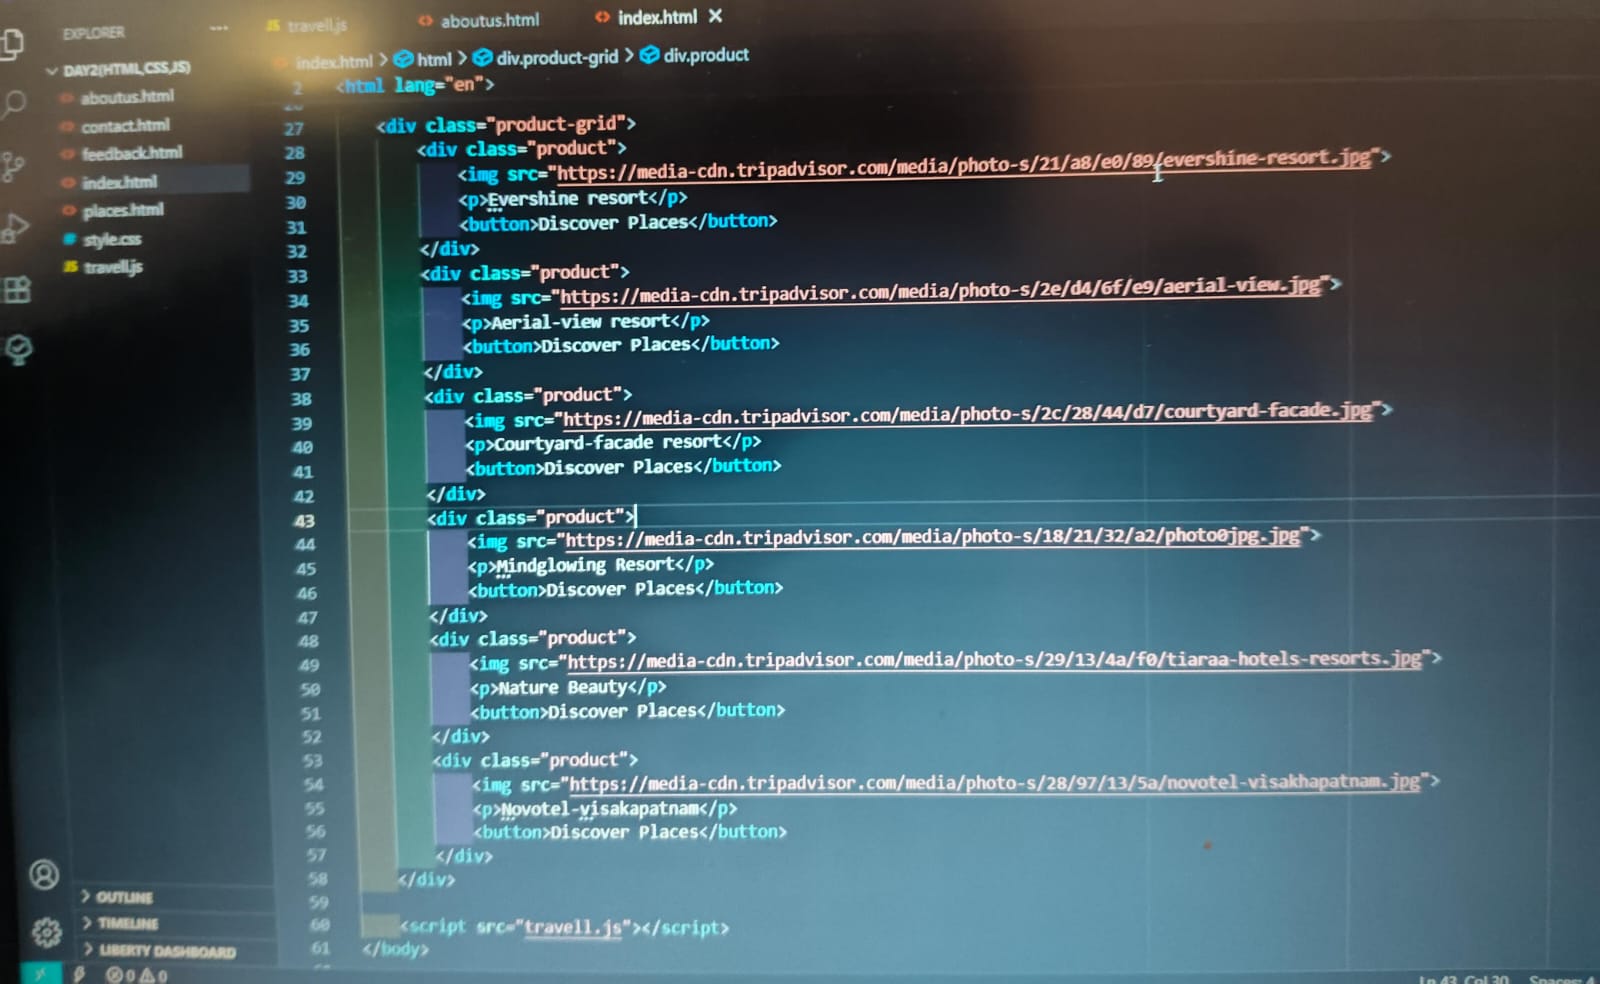 EXPLORER
DAY2(HTML,CSS,JS)
aboutus.html
contact.html
feedback.html
index.html
places.html
style.css
JS travell.js
OUTLINE
TIMELINE
LIBERTY DASHBOARD
0 0
JS travell.js aboutus.html index.html
index.html > html > div.product-grid > div.product
2 <html lang="en">
27 <div class="product-grid">
28 <div class="product">
29 <img src="https://media-cdn.tripadvisor.com/media/photo-s/21/a8/e0/89/evershine-resort.jpg">
30 <p>Evershine resort</p>
31 <button>Discover Places</button>
32 </div>
33 <div class="product">
34 <img src="https://media-cdn.tripadvisor.com/media/photo-s/2e/d4/6f/e9/aerial-view.jpg">
35 <p>Aerial-view resort</p>
36 <button>Discover Places</button>
37 </div>
38 <div class="product">
39 <img src="https://media-cdn.tripadvisor.com/media/photo-s/2c/28/44/d7/courtyard-facade.jpg">
40 <p>Courtyard-facade resort</p>
41 <button>Discover Places</button>
42 </div>
43 <div class="product">
44 <img src="https://media-cdn.tripadvisor.com/media/photo-s/18/21/32/a2/photo0jpg.jpg">
45 <p>Mindglowing Resort</p>
46 <button>Discover Places</button>
47 </div>
48 <div class="product">
49 <img src="https://media-cdn.tripadvisor.com/media/photo-s/29/13/4a/f0/tiaraa-hotels-resorts.jpg">
50 <p>Nature Beauty</p>
51 <button>Discover Places</button>
52 </div>
53 <div class="product">
54 <img src="https://media-cdn.tripadvisor.com/media/photo-s/28/97/13/5a/novotel-visakhapatnam.jpg">
55 <p>Novotel-visakapatnam</p>
56 <button>Discover Places</button>
57 </div>
58 </div>
59
60 <script src="travell.js"></script>
61 </body>
Ln 43, Col 30 Spaces: 4